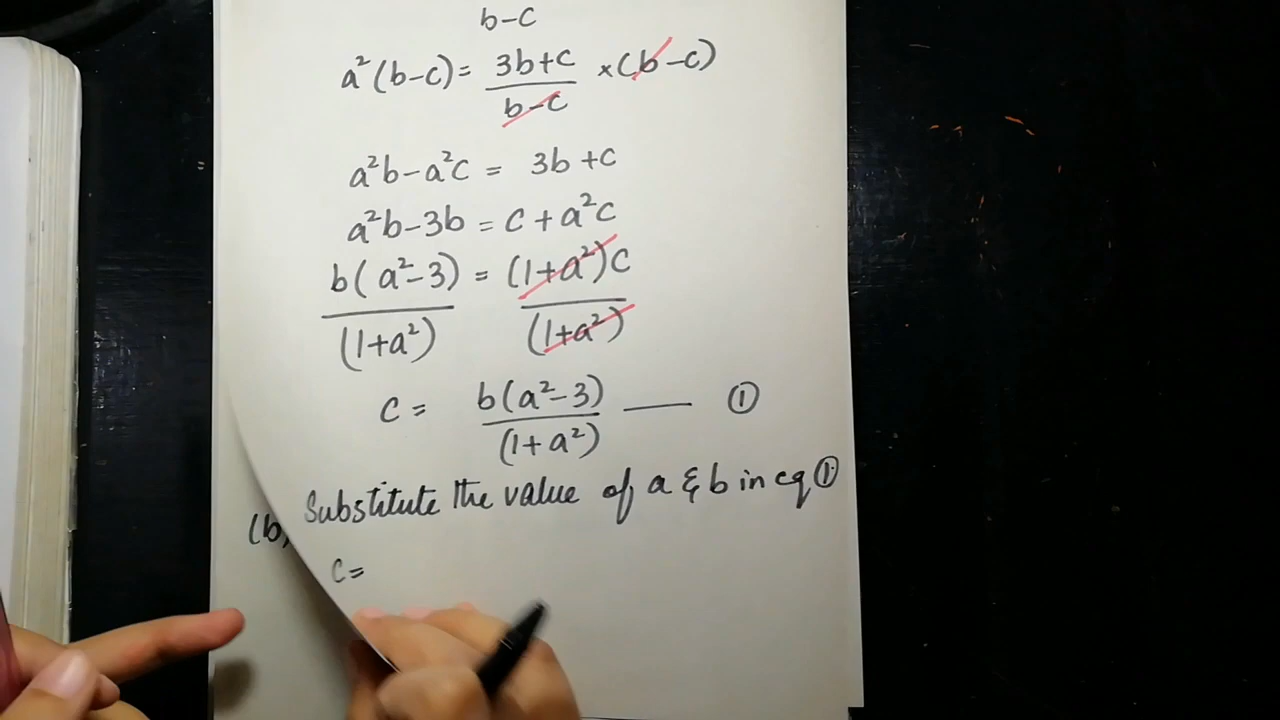 b-c
a²(b-c) = 3b+c/b-c ×(b-c)
a²b-a²c = 3b+c
a²b-3b = c+a²c
b(a²-3)/(1+a²) = (1+a²)c/(1+a²)
c = b(a²-3)/(1+a²) —— ①
Substitute the value of a & b in eq ①
(b)
c=